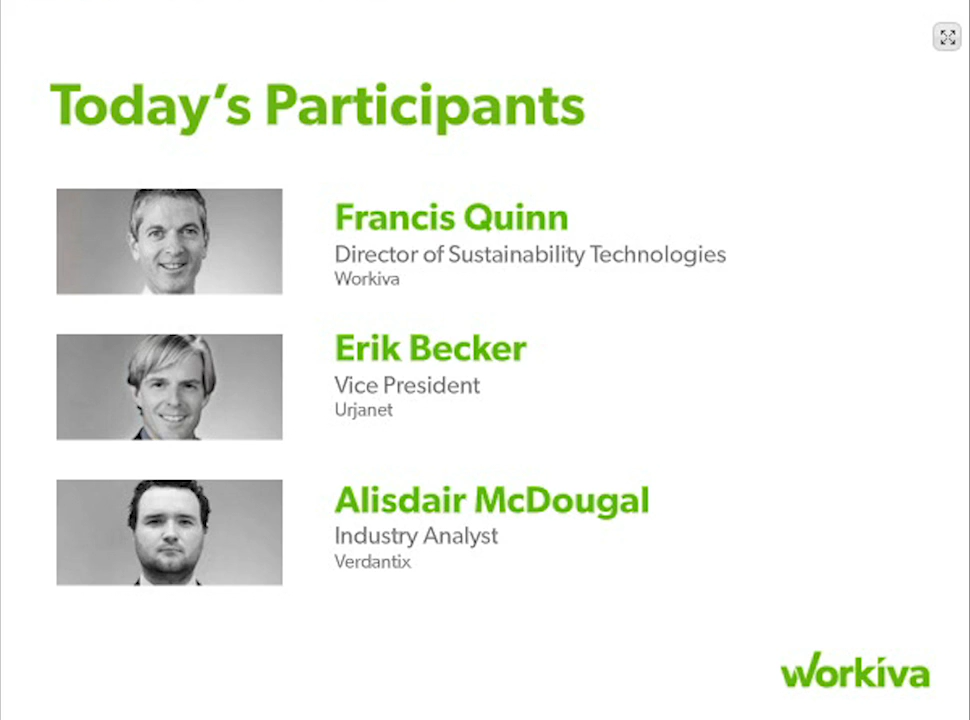 Today's Participants
Francis Quinn
Director of Sustainability Technologies
Workiva
Erik Becker
Vice President
Urjanet
Alisdair McDougal
Industry Analyst
Verdantix
workiva